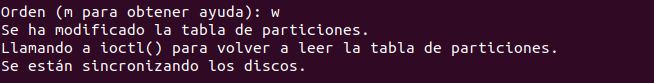 Orden (m para obtener ayuda): w
Se ha modificado la tabla de particiones.
Llamando a ioctl() para volver a leer la tabla de particiones.
Se están sincronizando los discos.